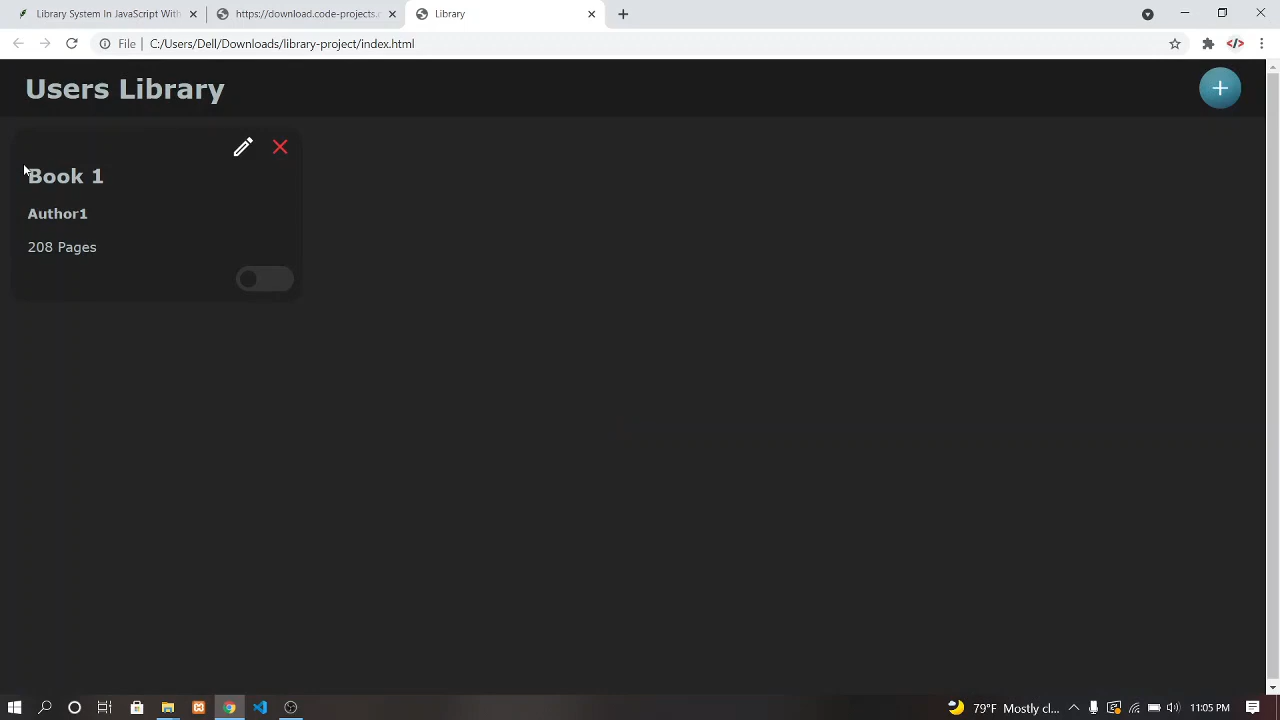 Library System In JavaScript With
https://download.code-projects.
Library
File
C:/Users/Dell/Downloads/library-project/index.html
Users Library
Book 1
Author1
208 Pages
79°F Mostly cl...
11:05 PM